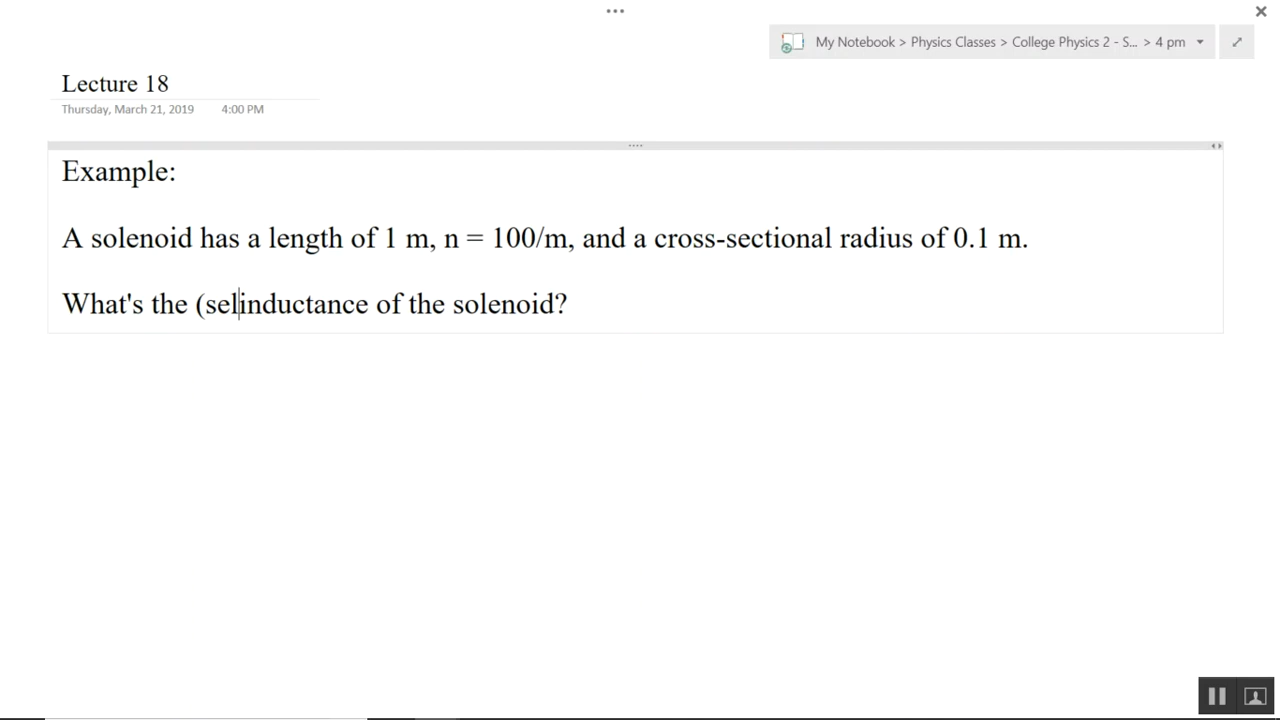 My Notebook > Physics Classes > College Physics 2 - S... > 4 pm
Lecture 18
Thursday, March 21, 2019 4:00 PM
Example:
A solenoid has a length of 1 m, n = 100/m, and a cross-sectional radius of 0.1 m.
What's the (selinductance of the solenoid?